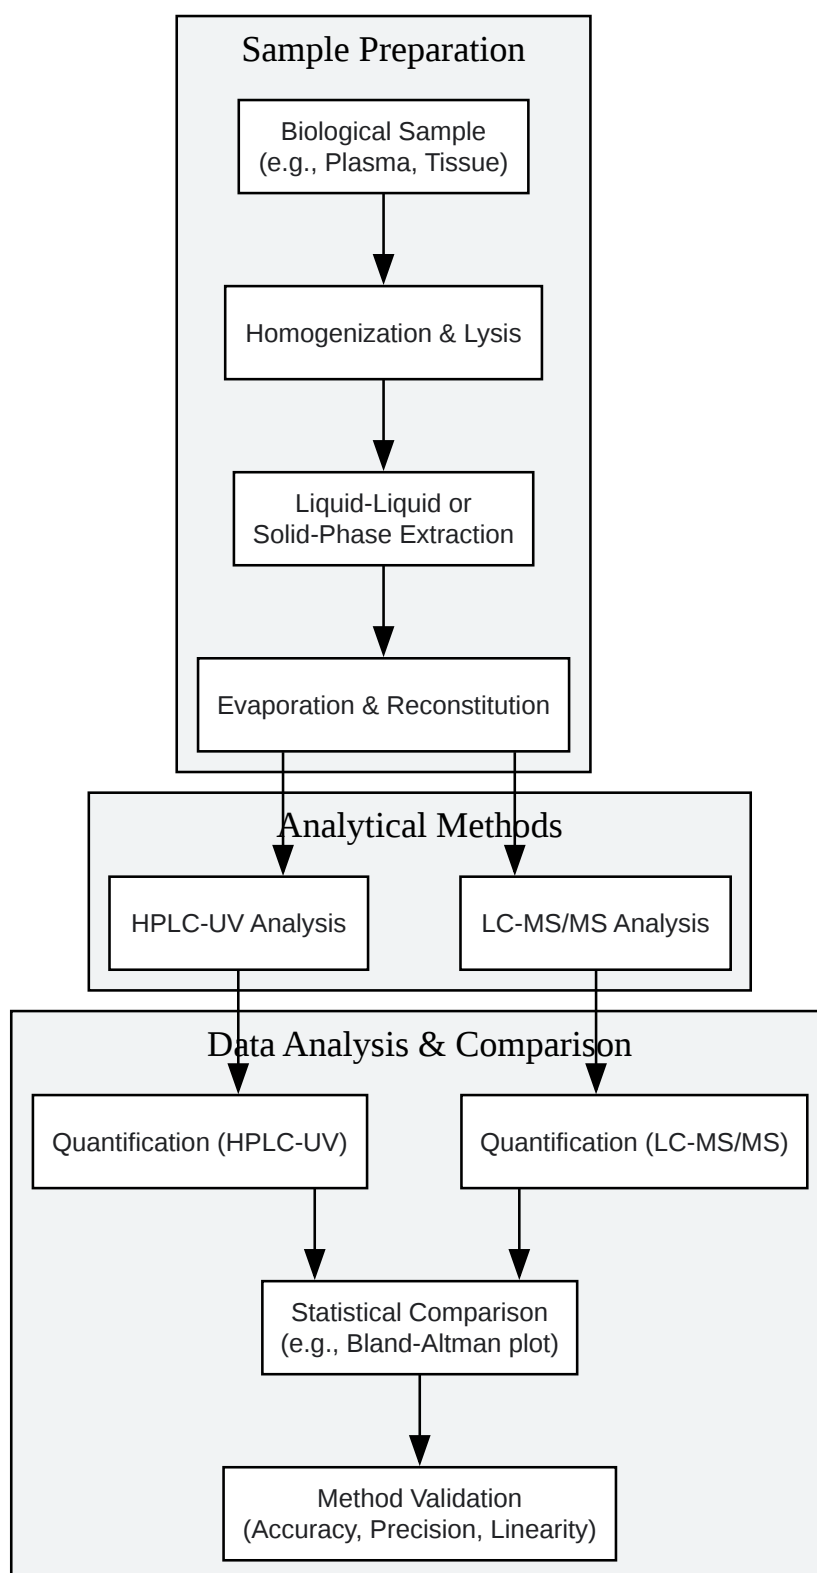 Sample Preparation
Biological Sample
(e.g., Plasma, Tissue)
Homogenization & Lysis
Liquid-Liquid or
Solid-Phase Extraction
Evaporation & Reconstitution
Analytical Methods
HPLC-UV Analysis
LC-MS/MS Analysis
Data Analysis & Comparison
Quantification (HPLC-UV)
Quantification (LC-MS/MS)
Statistical Comparison
(e.g., Bland-Altman plot)
Method Validation
(Accuracy, Precision, Linearity)